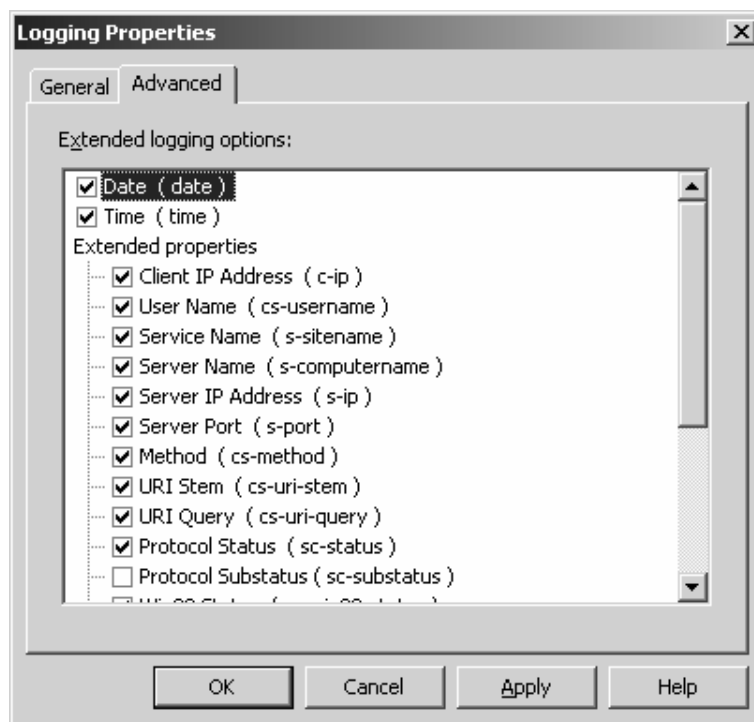 Logging Properties
General
Advanced
Extended logging options:
Date ( date )
Time ( time )
Extended properties
Client IP Address ( c-ip )
User Name ( cs-username )
Service Name ( s-sitename )
Server Name ( s-computername )
Server IP Address ( s-ip )
Server Port ( s-port )
Method ( cs-method )
URI Stem ( cs-uri-stem )
URI Query ( cs-uri-query )
Protocol Status ( sc-status )
Protocol Substatus ( sc-substatus )
OK
Cancel
Apply
Help